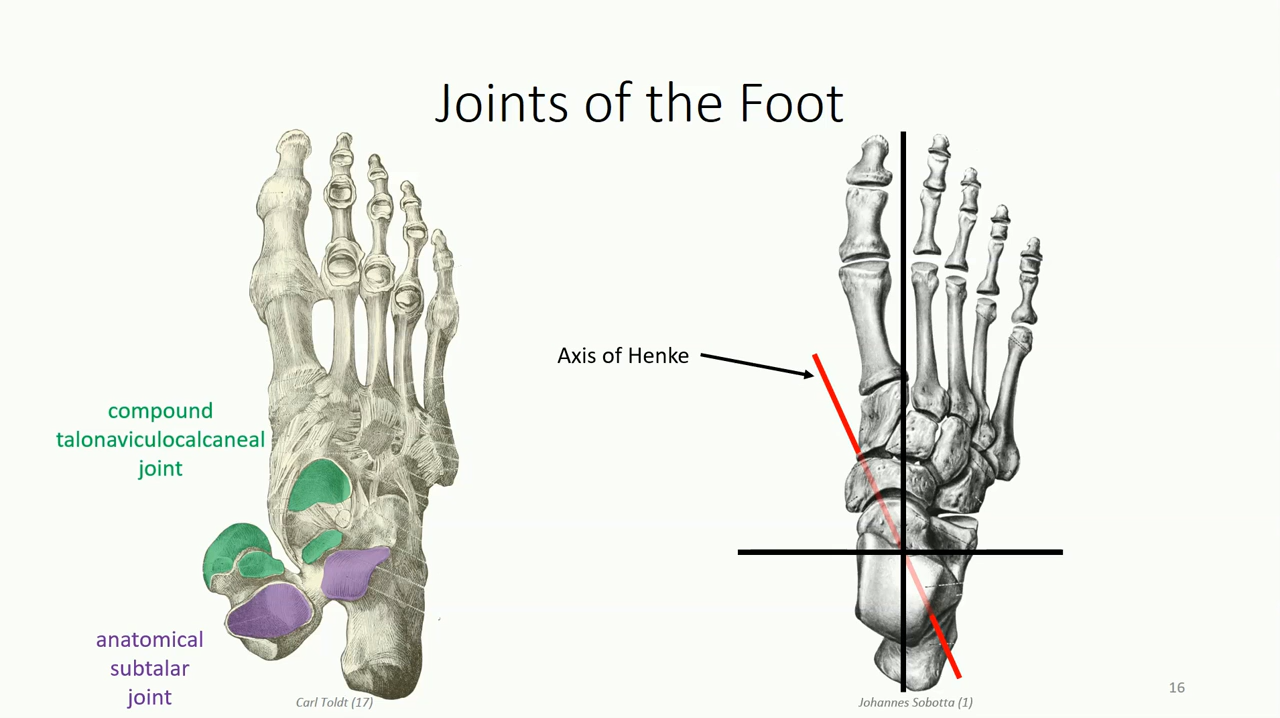 Joints of the Foot
Axis of Henke
compound
talonaviculocalcaneal
joint
anatomical
subtalar
joint
Carl Toldt (17)
Johannes Sobotta (1)
16